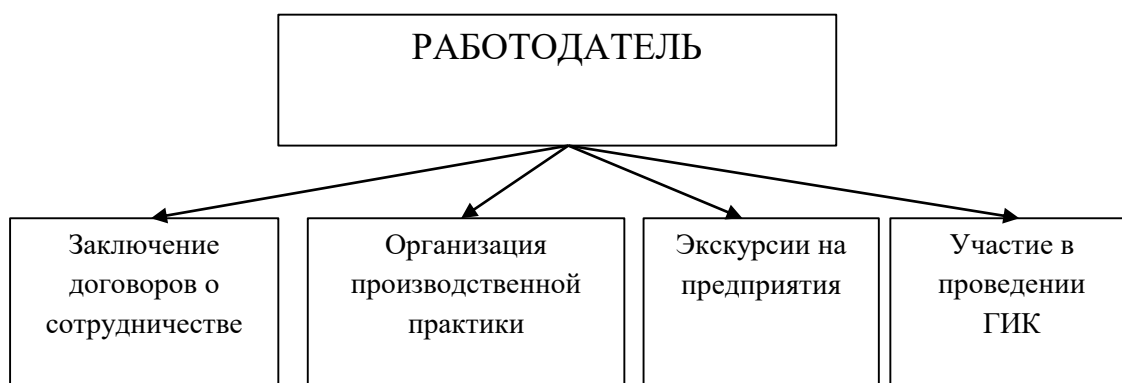 РАБОТОДАТЕЛЬ
Заключение
договоров о
сотрудничестве
Организация
производственной
практики
Экскурсии на
предприятия
Участие в
проведении
ГИК